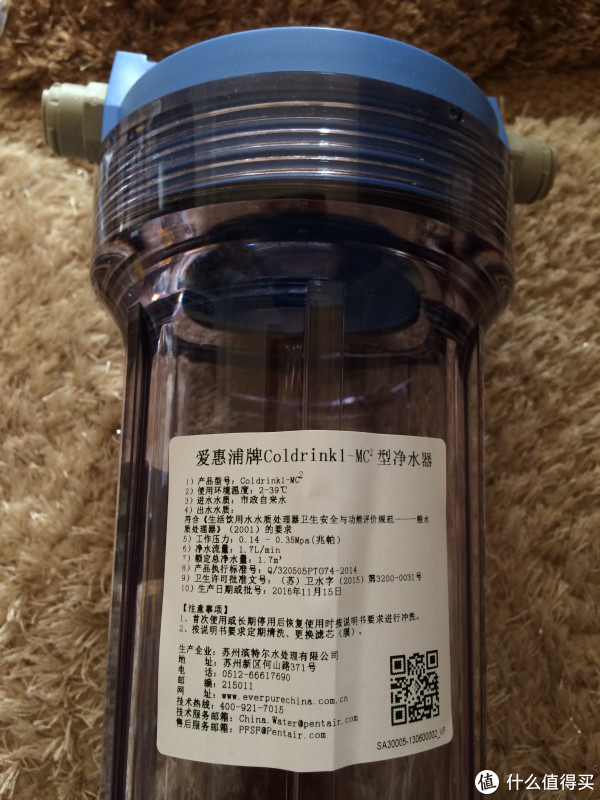 爱惠浦牌Coldrink1-MC²型净水器
1) 产品型号: Coldrink1-MC²
2) 使用环境温度: 2-39℃
3) 进水水质: 市政自来水
4) 出水水质:
符合《生活饮用水水质处理器卫生安全与功能评价规范——一般水
质处理器》(2001) 的要求
5) 工作压力: 0.14 - 0.35Mpa(兆帕)
6) 净水流量: 1.7L/min
7) 额定总净水量: 1.7m³
8) 产品执行标准号: Q/320505PT074-2014
9) 卫生许可批准文号: (苏) 卫水字 (2015) 第3200-0031号
10) 生产日期或批号: 2016年11月15日
【注意事项】
1、首次使用或长期停用后恢复使用时按说明书要求进行冲洗。
2、按说明书要求定期清洗、更换滤芯(膜)。
生产企业: 苏州滨特尔水处理有限公司
地 址: 苏州新区何山路371号
电 话: 0512-66617690
邮 编: 215011
网 址: www.everpurechina.com.cn
技术热线: 400-921-7015
技术服务邮箱: China.Water@pentair.com
售后服务邮箱: PFSP@Pentair.com
SA30005-130600002_VF
值 什么值得买